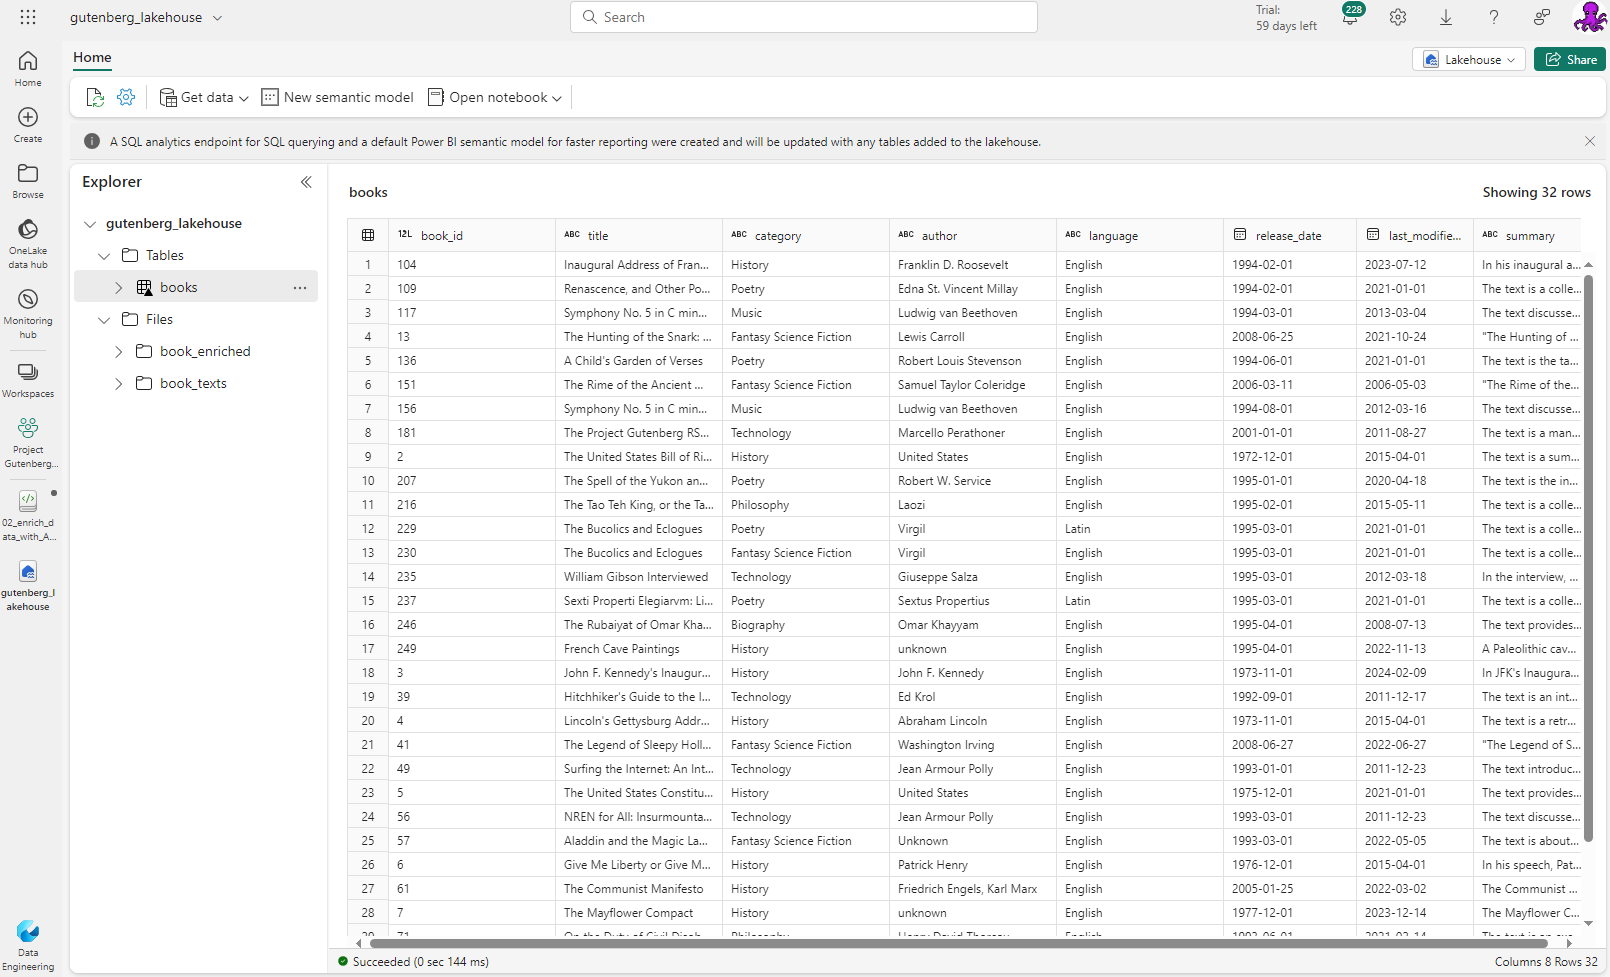 gutenberg_lakehouse
Search
Trial:
59 days left
228
Home
Create
Browse
OneLake
data hub
Monitoring
hub
Workspaces
Project
Gutenberg...
02_enrich_d
ata_with_A...
gutenberg_l
akehouse
Data
Engineering
Home
Lakehouse
Share
Get data
New semantic model
Open notebook
A SQL analytics endpoint for SQL querying and a default Power BI semantic model for faster reporting were created and will be updated with any tables added to the lakehouse.
Explorer
gutenberg_lakehouse
Tables
books
...
Files
book_enriched
book_texts
books
Showing 32 rows
12L book_id ABC title ABC category ABC author ABC language release_date last_modifie... ABC summary
1 104 Inaugural Address of Fran... History Franklin D. Roosevelt English 1994-02-01 2023-07-12 In his inaugural a...
2 109 Renascence, and Other Po... Poetry Edna St. Vincent Millay English 1994-02-01 2021-01-01 The text is a colle...
3 117 Symphony No. 5 in C min... Music Ludwig van Beethoven English 1994-03-01 2013-03-04 The text discusse...
4 13 The Hunting of the Snark: ... Fantasy Science Fiction Lewis Carroll English 2008-06-25 2021-10-24 "The Hunting of ...
5 136 A Child's Garden of Verses Poetry Robert Louis Stevenson English 1994-06-01 2021-01-01 The text is the ta...
6 151 The Rime of the Ancient ... Fantasy Science Fiction Samuel Taylor Coleridge English 2006-03-11 2006-05-03 "The Rime of the...
7 156 Symphony No. 5 in C min... Music Ludwig van Beethoven English 1994-08-01 2012-03-16 The text discusse...
8 181 The Project Gutenberg RS... Technology Marcello Perathoner English 2001-01-01 2011-08-27 The text is a man...
9 2 The United States Bill of Ri... History United States English 1972-12-01 2015-04-01 The text is a sum...
10 207 The Spell of the Yukon an... Poetry Robert W. Service English 1995-01-01 2020-04-18 The text is the in...
11 216 The Tao Teh King, or the Ta... Philosophy Laozi English 1995-02-01 2015-05-11 The text is a colle...
12 229 The Bucolics and Eclogues Poetry Virgil Latin 1995-03-01 2021-01-01 The text is a colle...
13 230 The Bucolics and Eclogues Fantasy Science Fiction Virgil English 1995-03-01 2021-01-01 The text is a colle...
14 235 William Gibson Interviewed Technology Giuseppe Salza English 1995-03-01 2012-03-18 In the interview, ...
15 237 Sexti Properti Elegiarvm: Li... Poetry Sextus Propertius Latin 1995-03-01 2021-01-01 The text is a colle...
16 246 The Rubaiyat of Omar Kha... Biography Omar Khayyam English 1995-04-01 2008-07-13 The text provides...
17 249 French Cave Paintings History unknown English 1995-04-01 2022-11-13 A Paleolithic cav...
18 3 John F. Kennedy's Inaugur... History John F. Kennedy English 1973-11-01 2024-02-09 In JFK's Inaugura...
19 39 Hitchhiker's Guide to the I... Technology Ed Krol English 1992-09-01 2011-12-17 The text is an int...
20 4 Lincoln's Gettysburg Addr... History Abraham Lincoln English 1973-11-01 2015-04-01 The text is a retr...
21 41 The Legend of Sleepy Holl... Fantasy Science Fiction Washington Irving English 2008-06-27 2022-06-27 "The Legend of S...
22 49 Surfing the Internet: An Int... Technology Jean Armour Polly English 1993-01-01 2011-12-23 The text introduc...
23 5 The United States Constitu... History United States English 1975-12-01 2021-01-01 The text provides...
24 56 NREN for All: Insurmounta... Technology Jean Armour Polly English 1993-03-01 2011-12-23 The text discusse...
25 57 Aladdin and the Magic La... Fantasy Science Fiction Unknown English 1993-03-01 2022-05-05 The text is about...
26 6 Give Me Liberty or Give M... History Patrick Henry English 1976-12-01 2015-04-01 In his speech, Pat...
27 61 The Communist Manifesto History Friedrich Engels, Karl Marx English 2005-01-25 2022-03-02 The Communist ...
28 7 The Mayflower Compact History unknown English 1977-12-01 2023-12-14 The Mayflower C...
Succeeded (0 sec 144 ms)
Columns 8 Rows 32